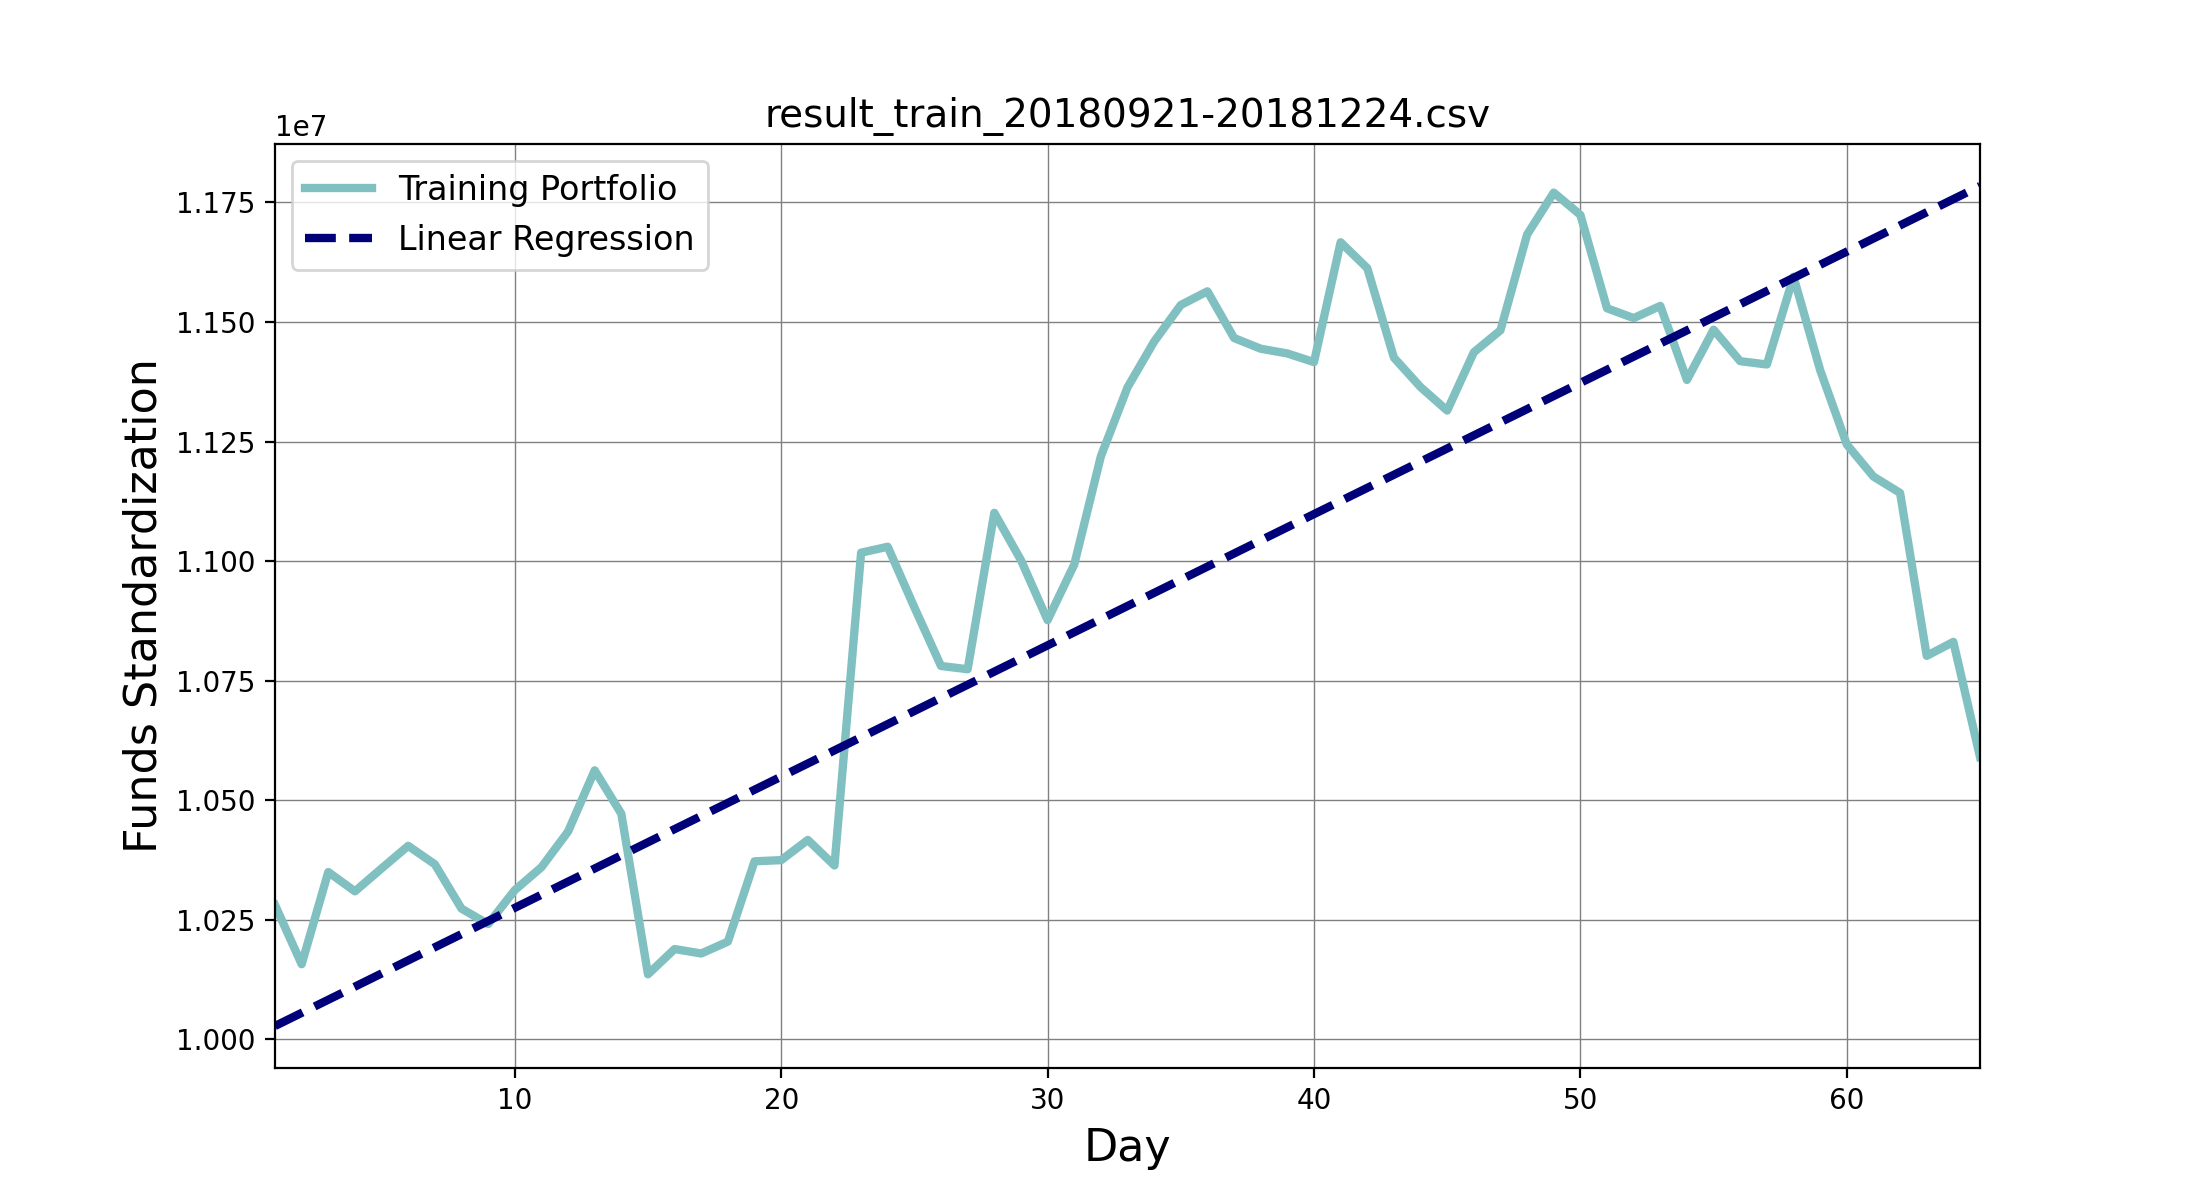 result_train_20180921-20181224.csv
1e7
Training Portfolio
Linear Regression
1.175
1.150
1.125
1.100
1.075
1.050
1.025
1.000
Funds Standardization
10 20 30 40 50 60
Day